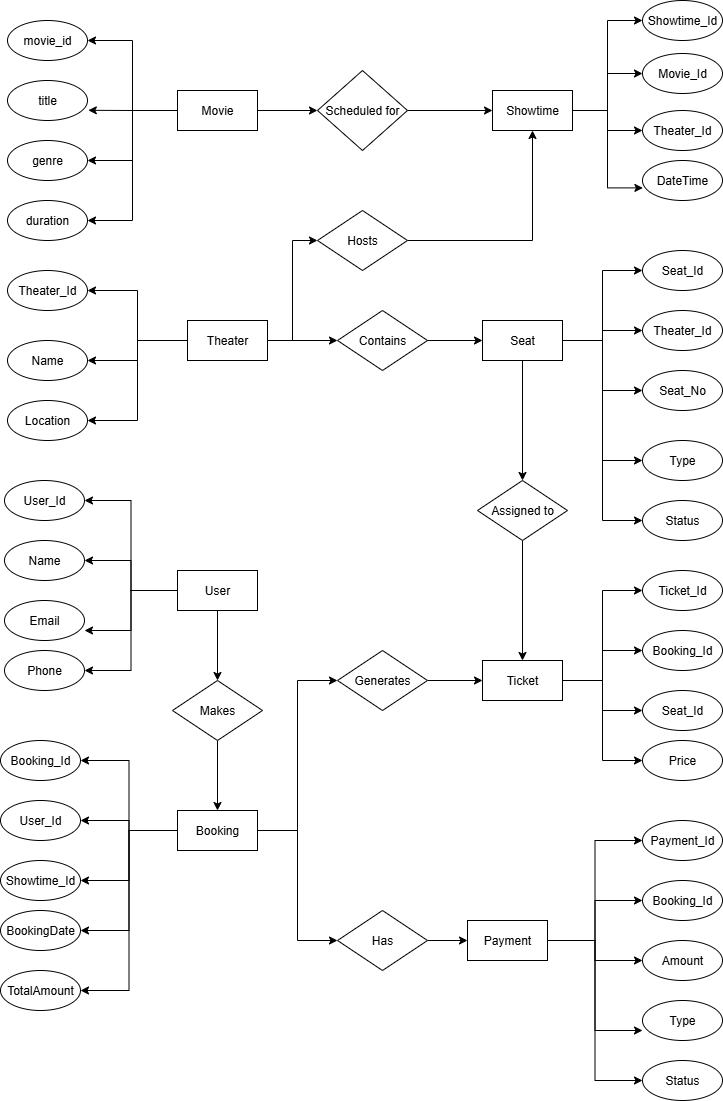 movie_id
title
genre
duration
Movie
Scheduled for
Showtime
Showtime_Id
Movie_Id
Theater_Id
DateTime
Hosts
Theater_Id
Name
Location
Theater
Contains
Seat
Seat_Id
Theater_Id
Seat_No
Type
Status
Assigned to
User_Id
Name
Email
Phone
User
Makes
Generates
Ticket
Ticket_Id
Booking_Id
Seat_Id
Price
Booking_Id
User_Id
Showtime_Id
BookingDate
TotalAmount
Booking
Has
Payment
Payment_Id
Booking_Id
Amount
Type
Status